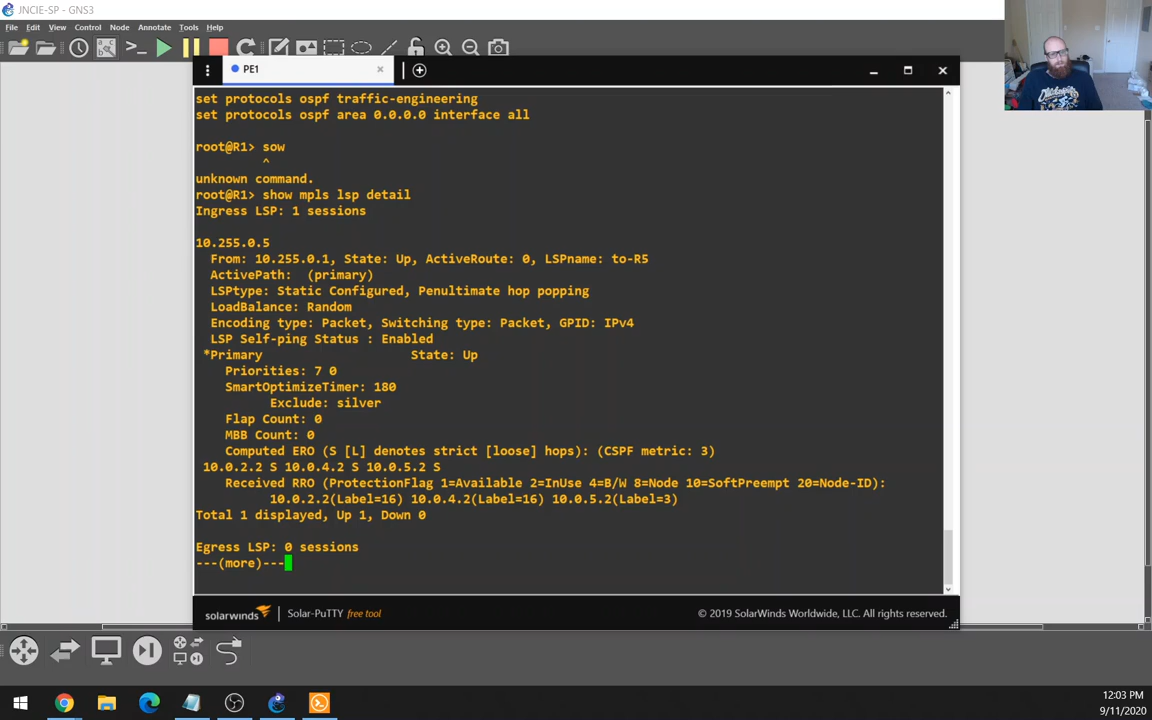 JNCIE-SP - GNS3
File Edit View Control Node Annotate Tools Help
PE1
set protocols ospf traffic-engineering
set protocols ospf area 0.0.0.0 interface all
root@R1> sow
^
unknown command.
root@R1> show mpls lsp detail
Ingress LSP: 1 sessions
10.255.0.5
From: 10.255.0.1, State: Up, ActiveRoute: 0, LSPname: to-R5
ActivePath: (primary)
LSPtype: Static Configured, Penultimate hop popping
LoadBalance: Random
Encoding type: Packet, Switching type: Packet, GPID: IPv4
LSP Self-ping Status : Enabled
*Primary State: Up
Priorities: 7 0
SmartOptimizeTimer: 180
Exclude: silver
Flap Count: 0
MBB Count: 0
Computed ERO (S [L] denotes strict [loose] hops): (CSPF metric: 3)
10.0.2.2 S 10.0.4.2 S 10.0.5.2 S
Received RRO (ProtectionFlag 1=Available 2=InUse 4=B/W 8=Node 10=SoftPreempt 20=Node-ID):
10.0.2.2(Label=16) 10.0.4.2(Label=16) 10.0.5.2(Label=3)
Total 1 displayed, Up 1, Down 0
Egress LSP: 0 sessions
---(more)---
solarwinds Solar-PuTTY free tool © 2019 SolarWinds Worldwide, LLC. All rights reserved.
12:03 PM
9/11/2020